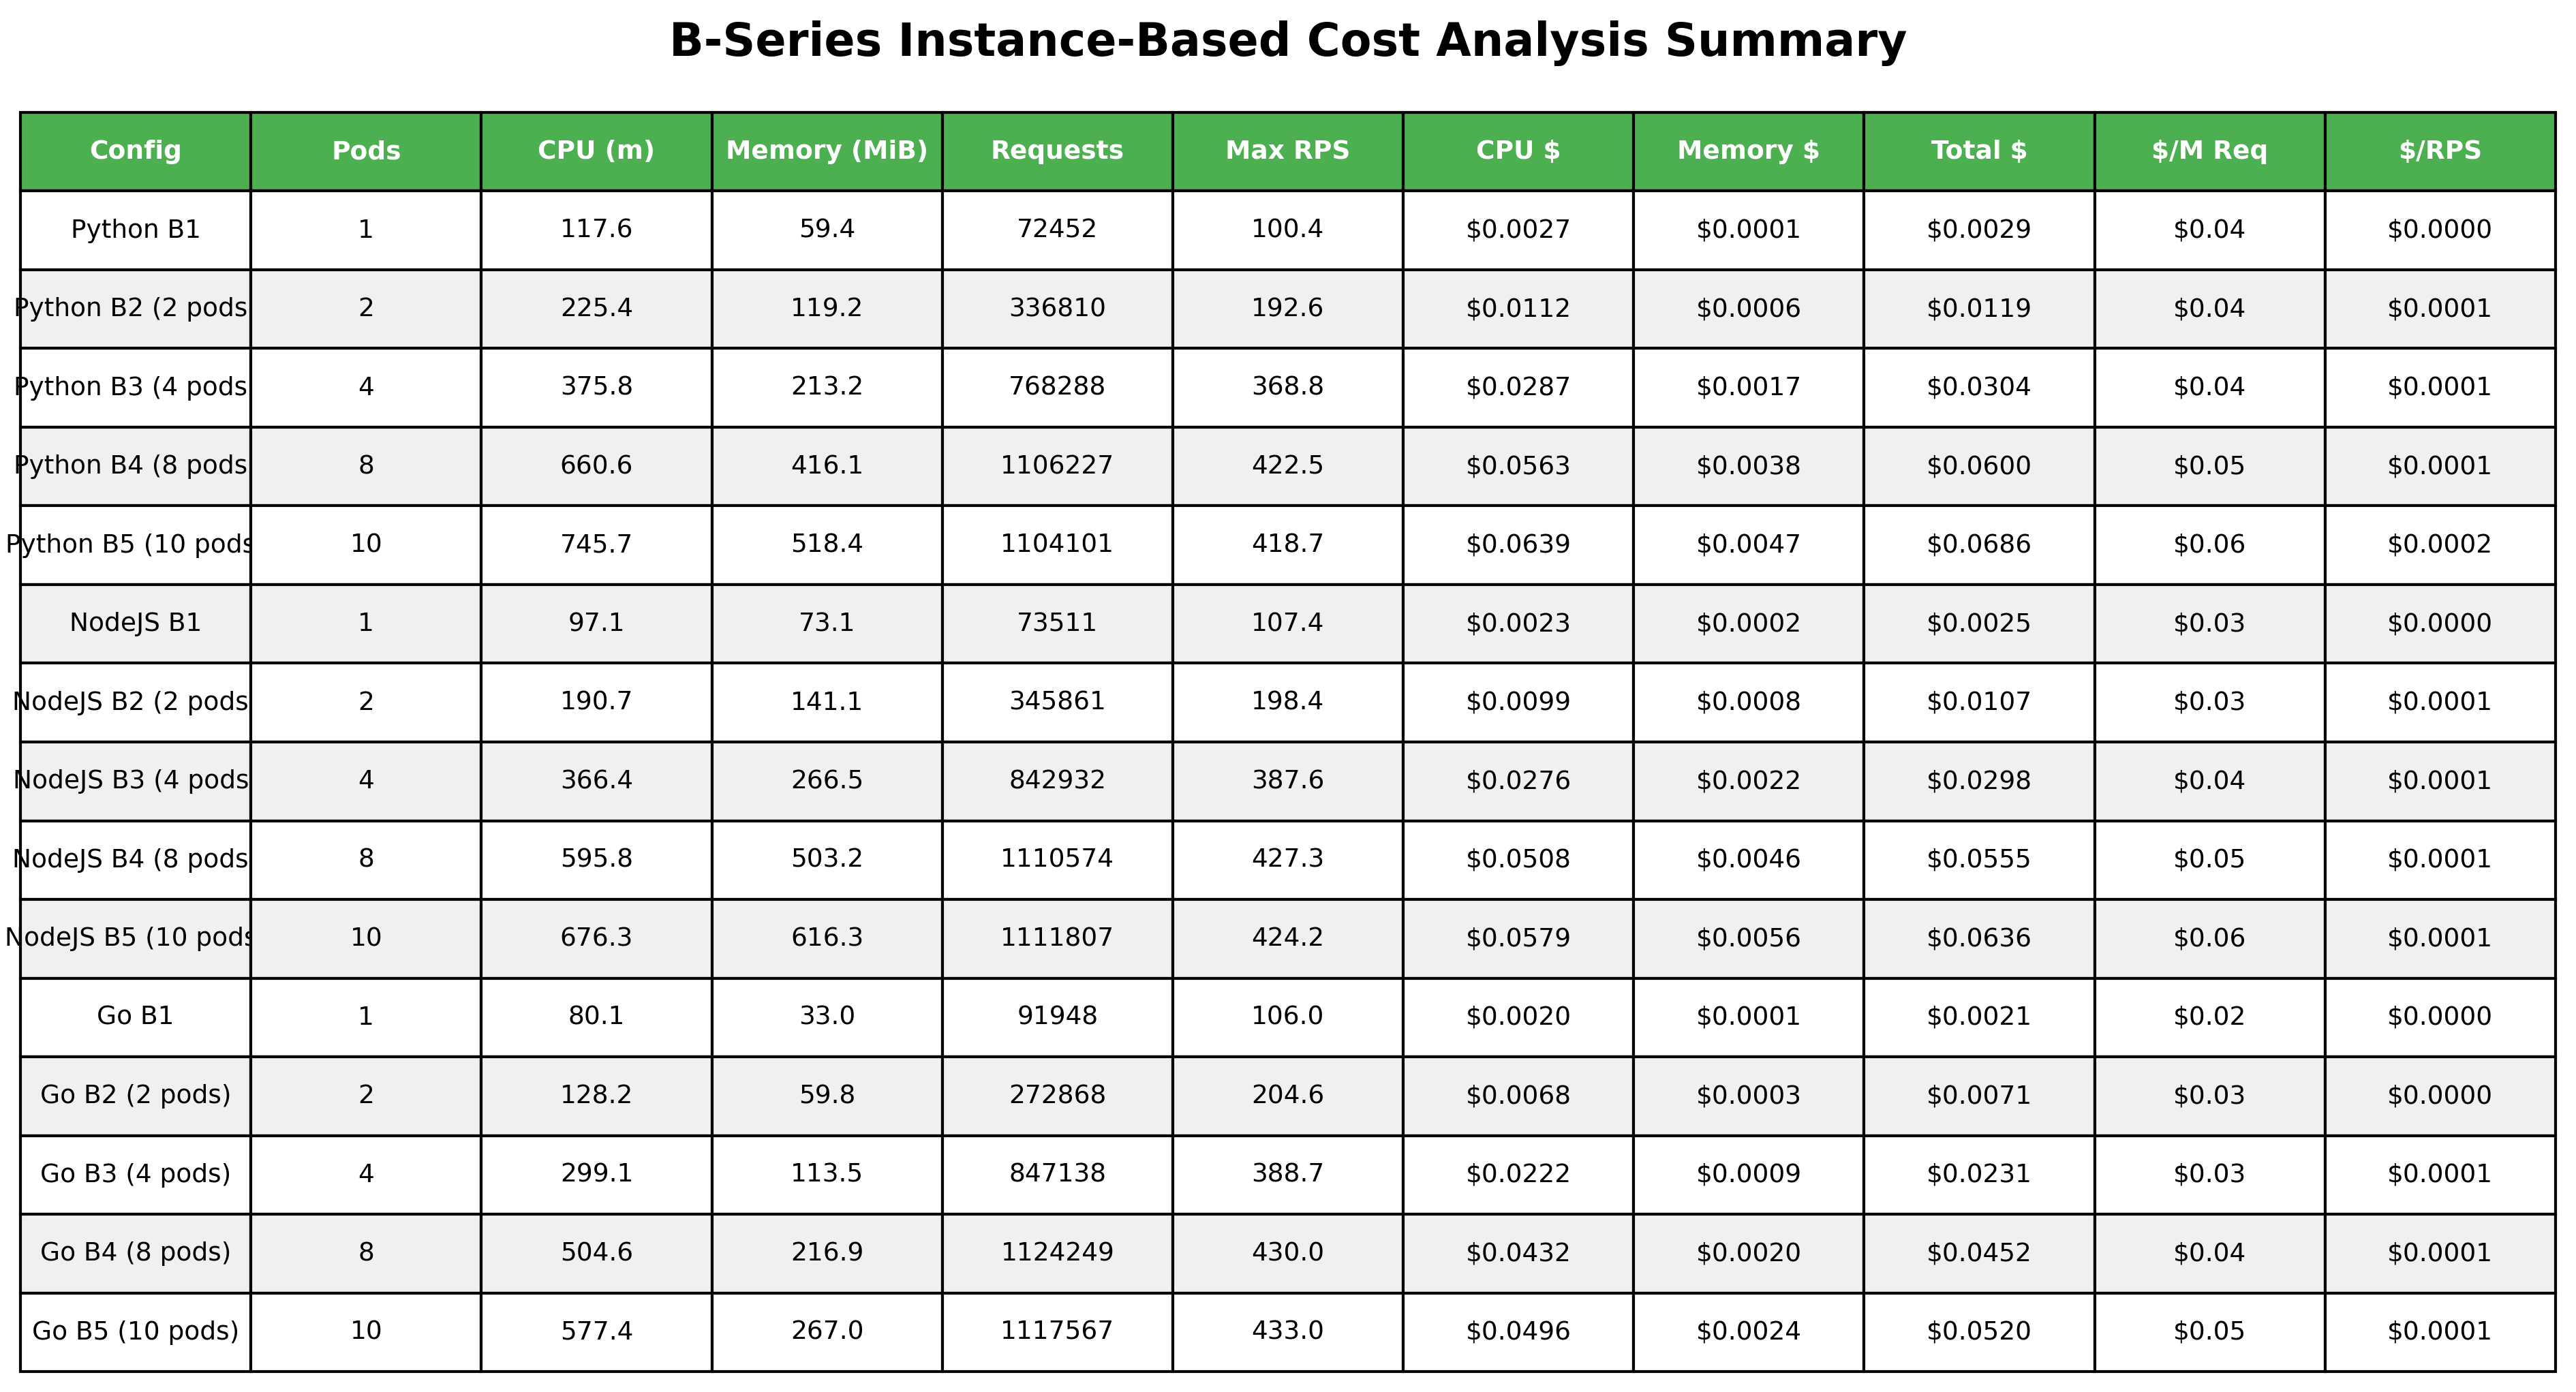 B-Series Instance-Based Cost Analysis Summary
Config Pods CPU (m) Memory (MiB) Requests Max RPS CPU $ Memory $ Total $ $/M Req $/RPS
Python B1 1 117.6 59.4 72452 100.4 $0.0027 $0.0001 $0.0029 $0.04 $0.0000
Python B2 (2 pods 2 225.4 119.2 336810 192.6 $0.0112 $0.0006 $0.0119 $0.04 $0.0001
Python B3 (4 pods 4 375.8 213.2 768288 368.8 $0.0287 $0.0017 $0.0304 $0.04 $0.0001
Python B4 (8 pods 8 660.6 416.1 1106227 422.5 $0.0563 $0.0038 $0.0600 $0.05 $0.0001
Python B5 (10 pods 10 745.7 518.4 1104101 418.7 $0.0639 $0.0047 $0.0686 $0.06 $0.0002
NodeJS B1 1 97.1 73.1 73511 107.4 $0.0023 $0.0002 $0.0025 $0.03 $0.0000
NodeJS B2 (2 pods 2 190.7 141.1 345861 198.4 $0.0099 $0.0008 $0.0107 $0.03 $0.0001
NodeJS B3 (4 pods 4 366.4 266.5 842932 387.6 $0.0276 $0.0022 $0.0298 $0.04 $0.0001
NodeJS B4 (8 pods 8 595.8 503.2 1110574 427.3 $0.0508 $0.0046 $0.0555 $0.05 $0.0001
NodeJS B5 (10 pods 10 676.3 616.3 1111807 424.2 $0.0579 $0.0056 $0.0636 $0.06 $0.0001
Go B1 1 80.1 33.0 91948 106.0 $0.0020 $0.0001 $0.0021 $0.02 $0.0000
Go B2 (2 pods) 2 128.2 59.8 272868 204.6 $0.0068 $0.0003 $0.0071 $0.03 $0.0000
Go B3 (4 pods) 4 299.1 113.5 847138 388.7 $0.0222 $0.0009 $0.0231 $0.03 $0.0001
Go B4 (8 pods) 8 504.6 216.9 1124249 430.0 $0.0432 $0.0020 $0.0452 $0.04 $0.0001
Go B5 (10 pods) 10 577.4 267.0 1117567 433.0 $0.0496 $0.0024 $0.0520 $0.05 $0.0001